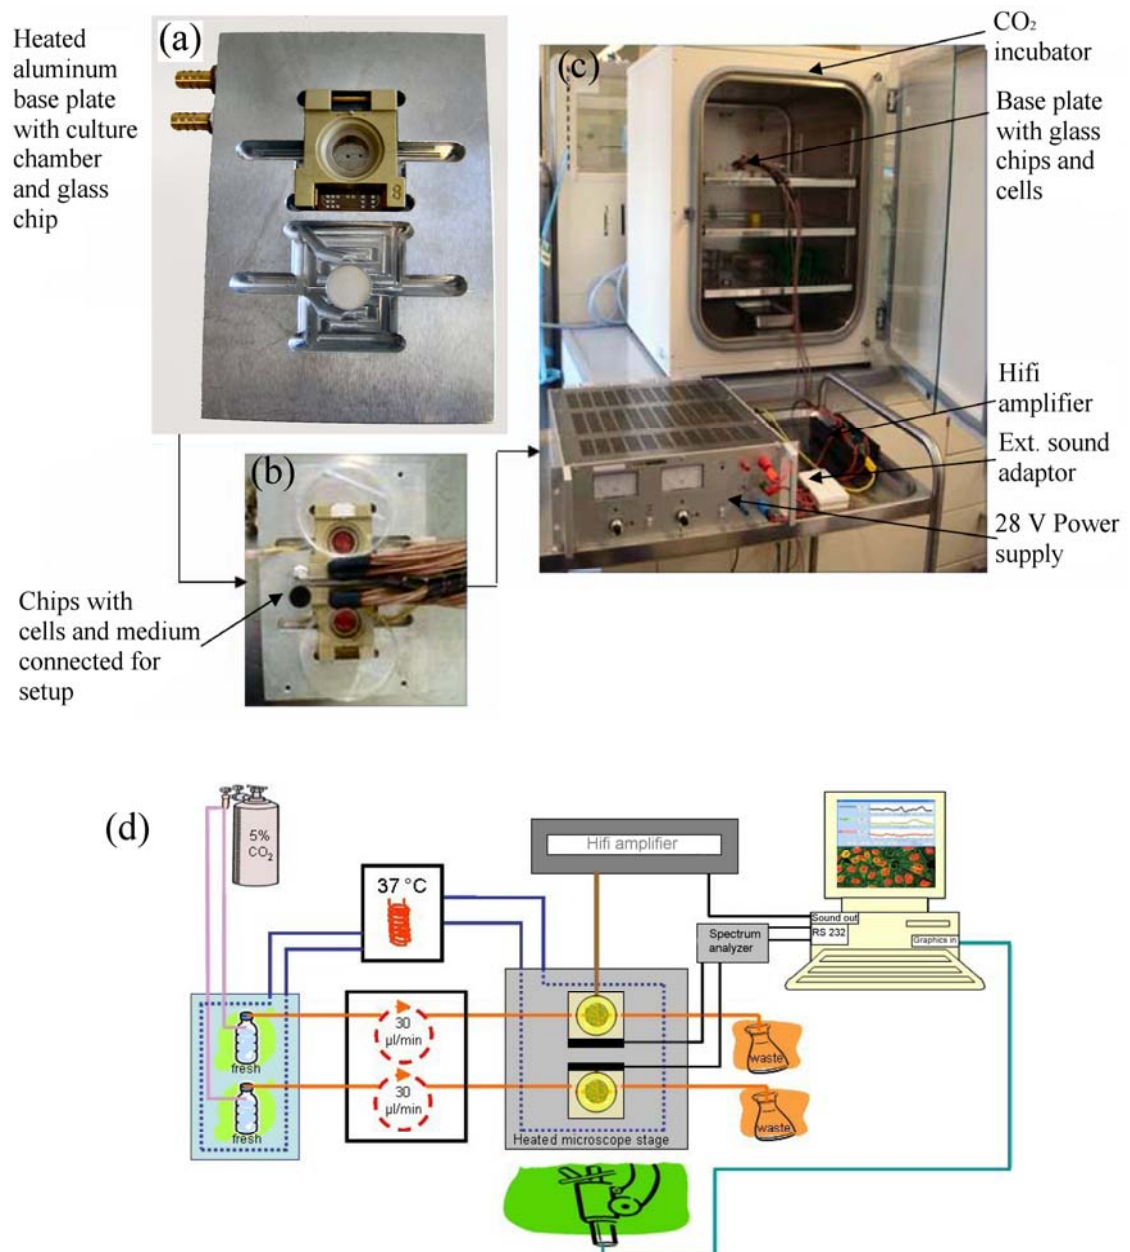 (a)
Heated
aluminum
base plate
with culture
chamber
and glass
chip
8
(c)
CO₂
incubator
Base plate
with glass
chips and
cells
Hifi
amplifier
Ext. sound
adaptor
28 V Power
supply
(b)
Chips with
cells and medium
connected for
setup
(d)
5%
CO₂
37 °C
Hifi amplifier
Sound out
RS 232
Graphics in
Spectrum
analyzer
fresh
30
µl/min
waste
fresh
30
µl/min
waste
Heated microscope stage